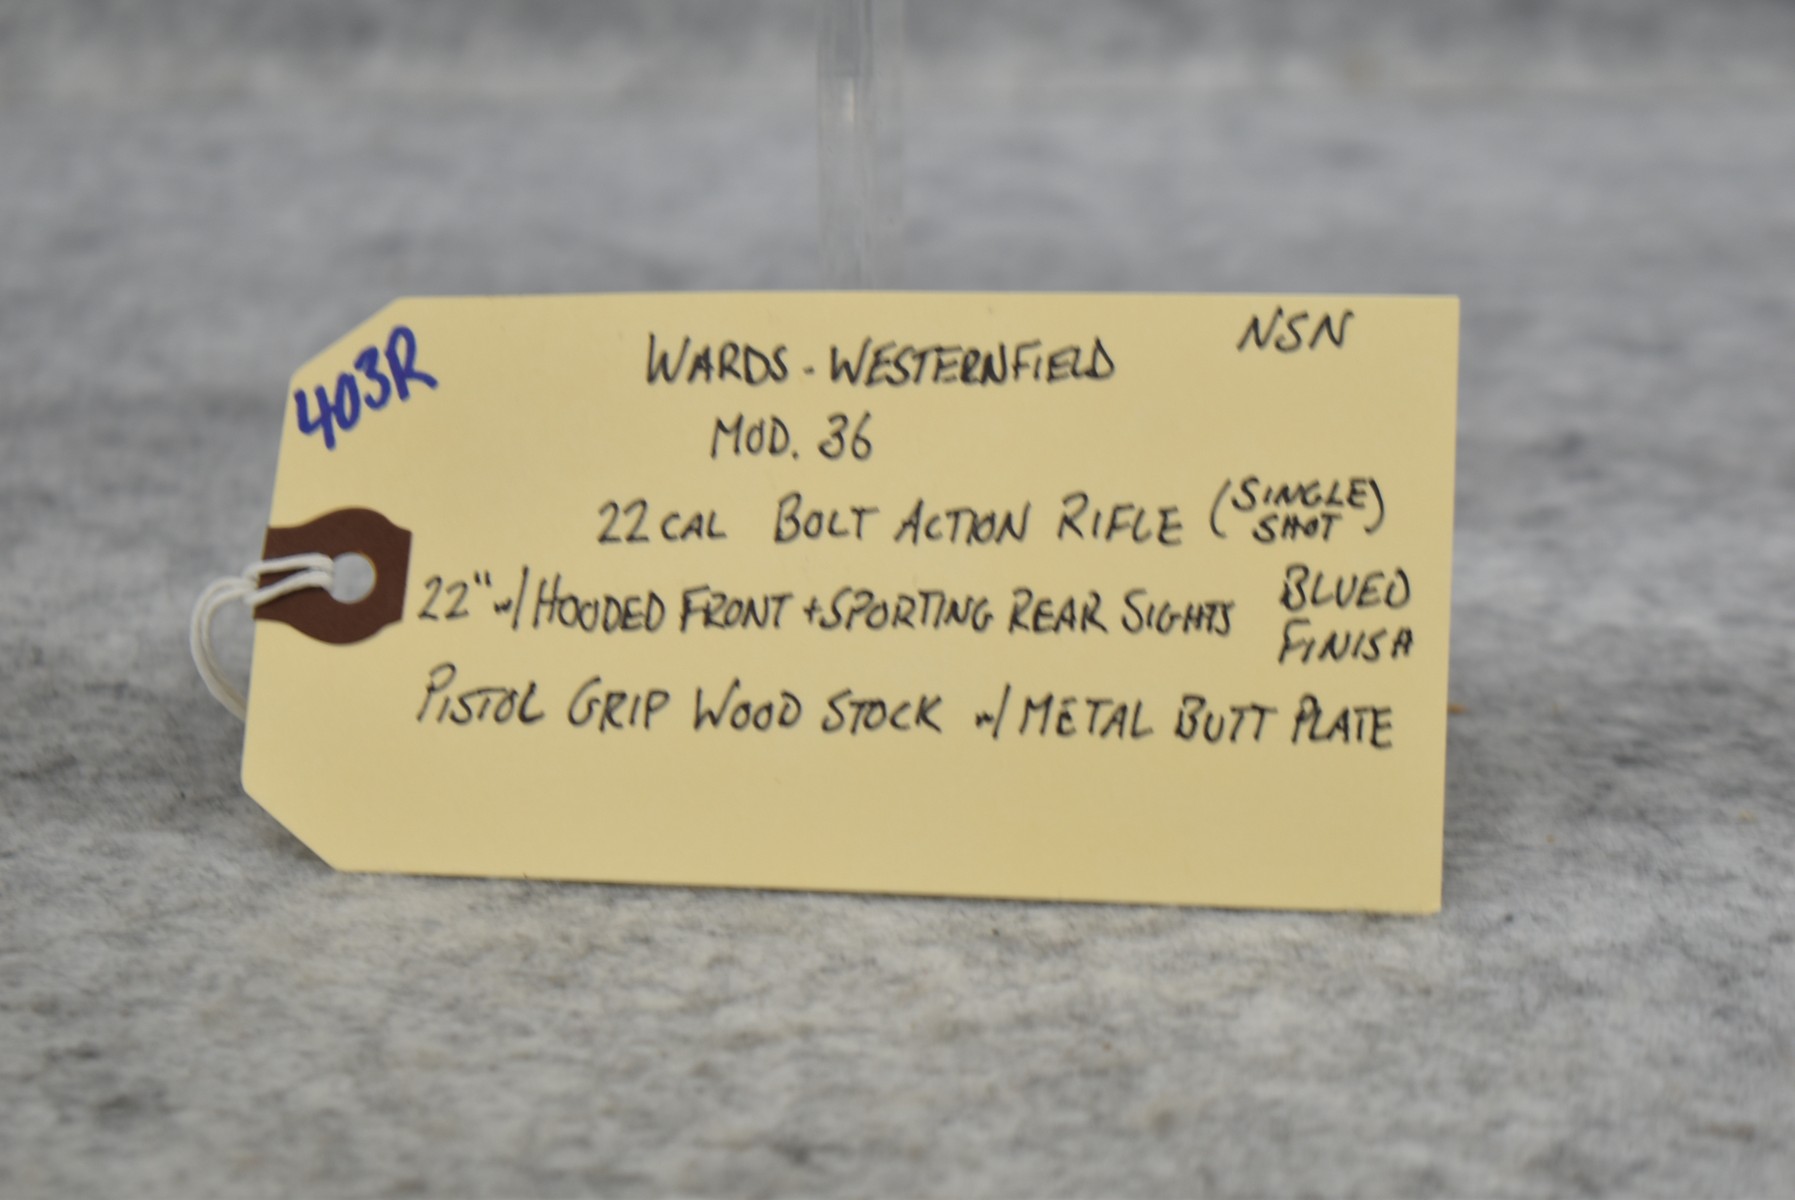 403R
WARDS - WESTERNFIELD
NSN
MOD. 36
22 CAL BOLT ACTION RIFLE (SINGLE
SHOT)
22" w/ HOODED FRONT + SPORTING REAR SIGHTS
BLUED
FINISH
PISTOL GRIP WOOD STOCK w/ METAL BUTT PLATE